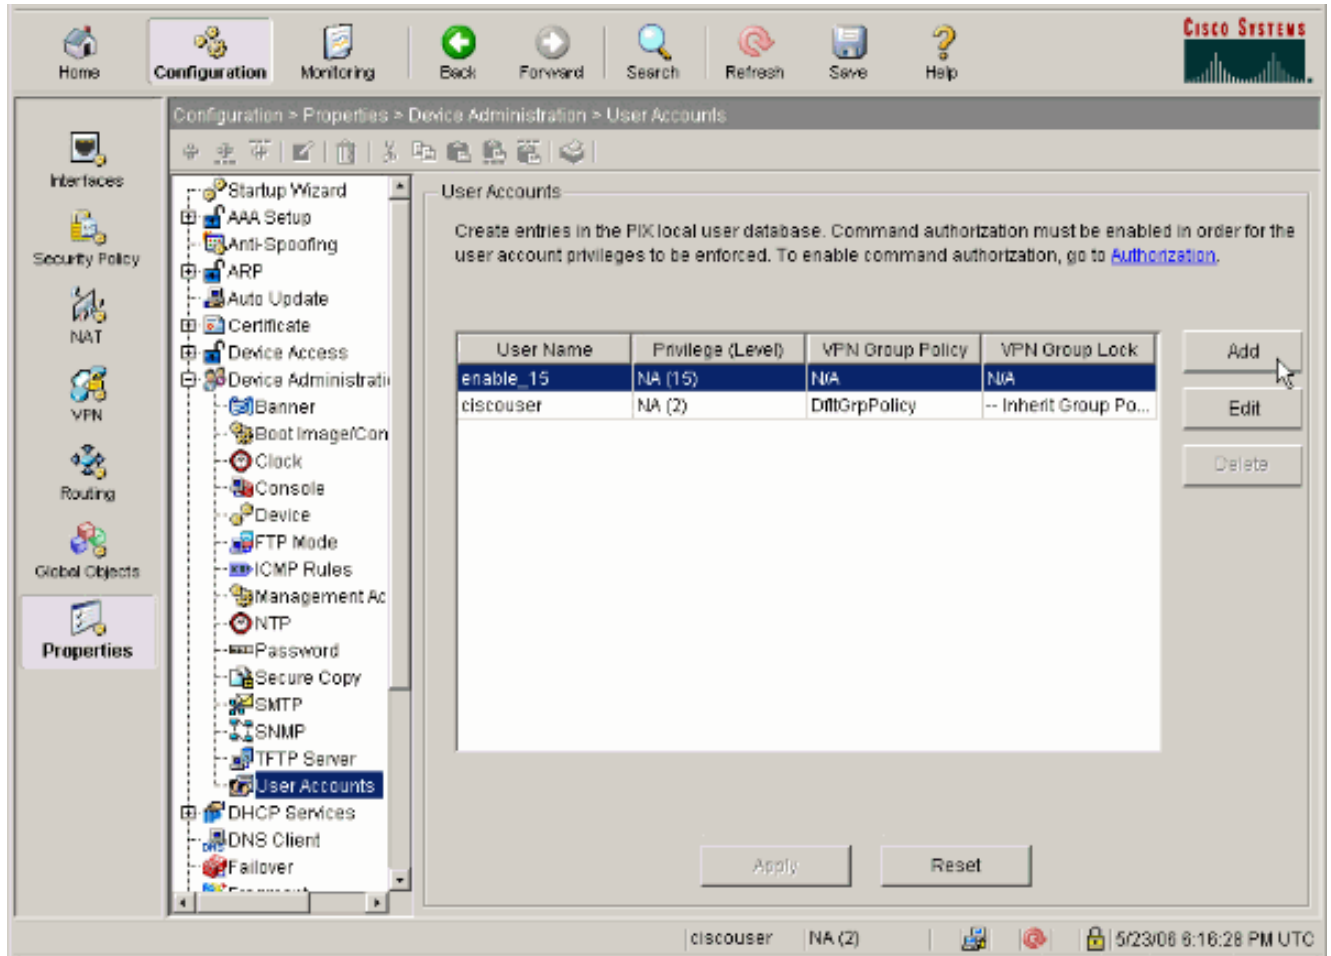 CISCO SYSTEMS
Home
Configuration
Monitoring
Back
Forward
Search
Refresh
Save
Help
Configuration > Properties > Device Administration > User Accounts
Interfaces
Security Policy
NAT
VPN
Routing
Global Objects
Properties
Startup Wizard
AAA Setup
Anti-Spoofing
ARP
Auto Update
Certificate
Device Access
Device Administrati
Banner
Boot Image/Con
Clock
Console
Device
FTP Mode
ICMP Rules
Management Ac
NTP
Password
Secure Copy
SMTP
SNMP
TFTP Server
User Accounts
DHCP Services
DNS Client
Failover
User Accounts
Create entries in the PIX local user database. Command authorization must be enabled in order for the
user account privileges to be enforced. To enable command authorization, go to Authorization.
User Name Privilege (Level) VPN Group Policy VPN Group Lock
enable_15 NA (15) N/A N/A
ciscouser NA (2) DfltGrpPolicy -- Inherit Group Po...
Add
Edit
Delete
Apply
Reset
ciscouser NA (2) 5/23/06 6:16:28 PM UTC